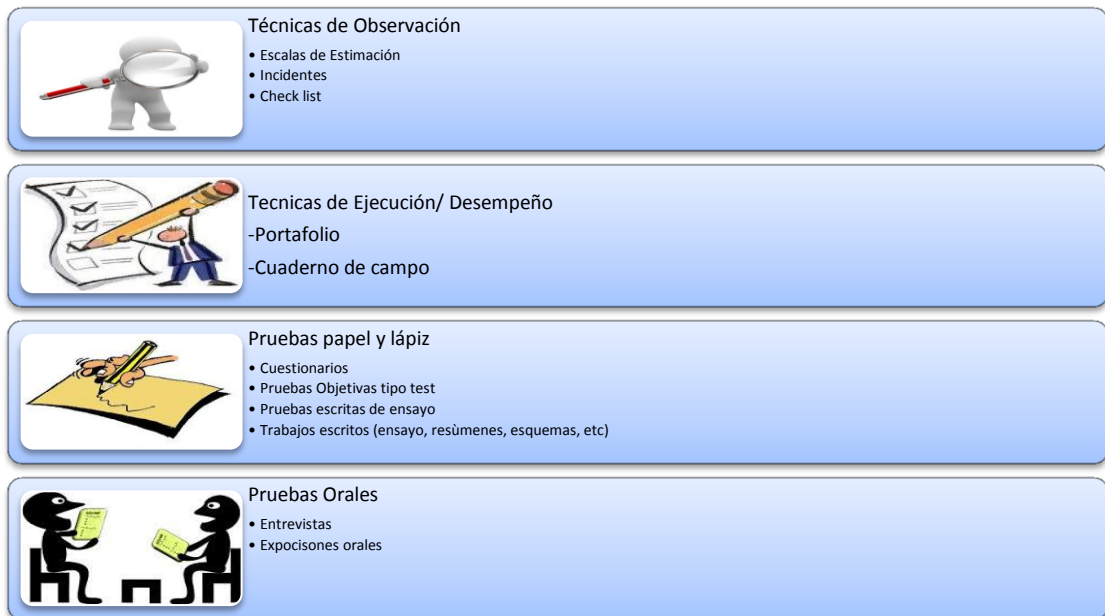 Técnicas de Observación
• Escalas de Estimación
• Incidentes
• Check list
Tecnicas de Ejecución/ Desempeño
-Portafolio
-Cuaderno de campo
Pruebas papel y lápiz
• Cuestionarios
• Pruebas Objetivas tipo test
• Pruebas escritas de ensayo
• Trabajos escritos (ensayo, resùmenes, esquemas, etc)
Pruebas Orales
• Entrevistas
• Expocisones orales